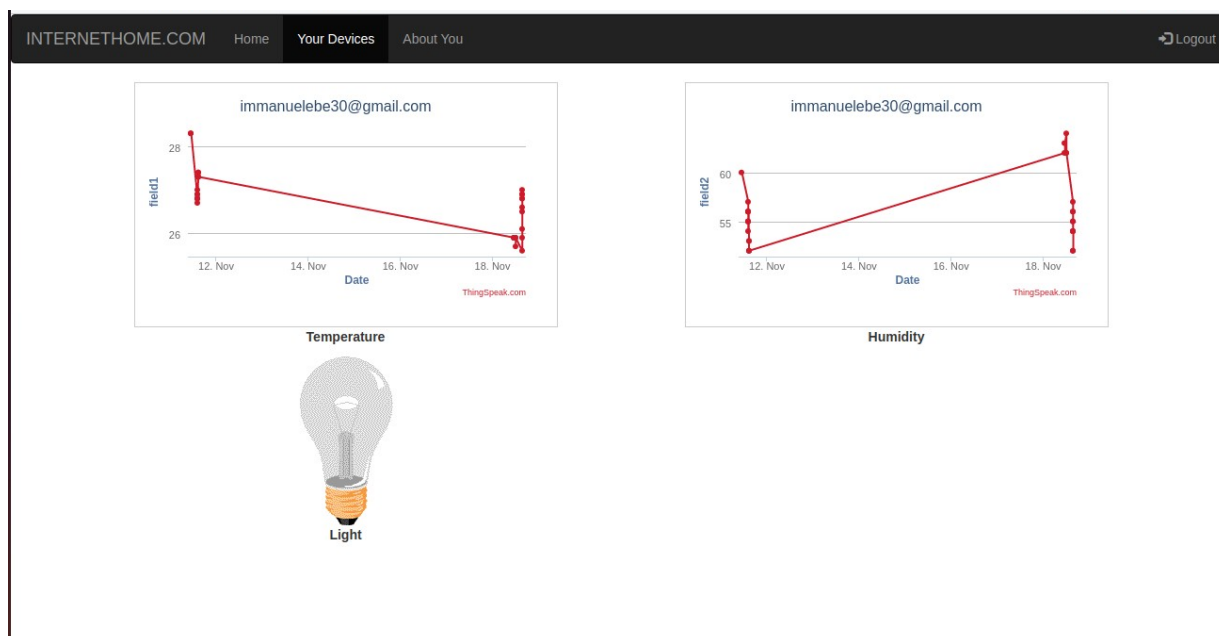 INTERNETHOME.COM Home Your Devices About You Logout
immanuelebe30@gmail.com
28
26
field1
12. Nov 14. Nov 16. Nov 18. Nov
Date
ThingSpeak.com
Temperature
immanuelebe30@gmail.com
60
55
field2
12. Nov 14. Nov 16. Nov 18. Nov
Date
ThingSpeak.com
Humidity
Light